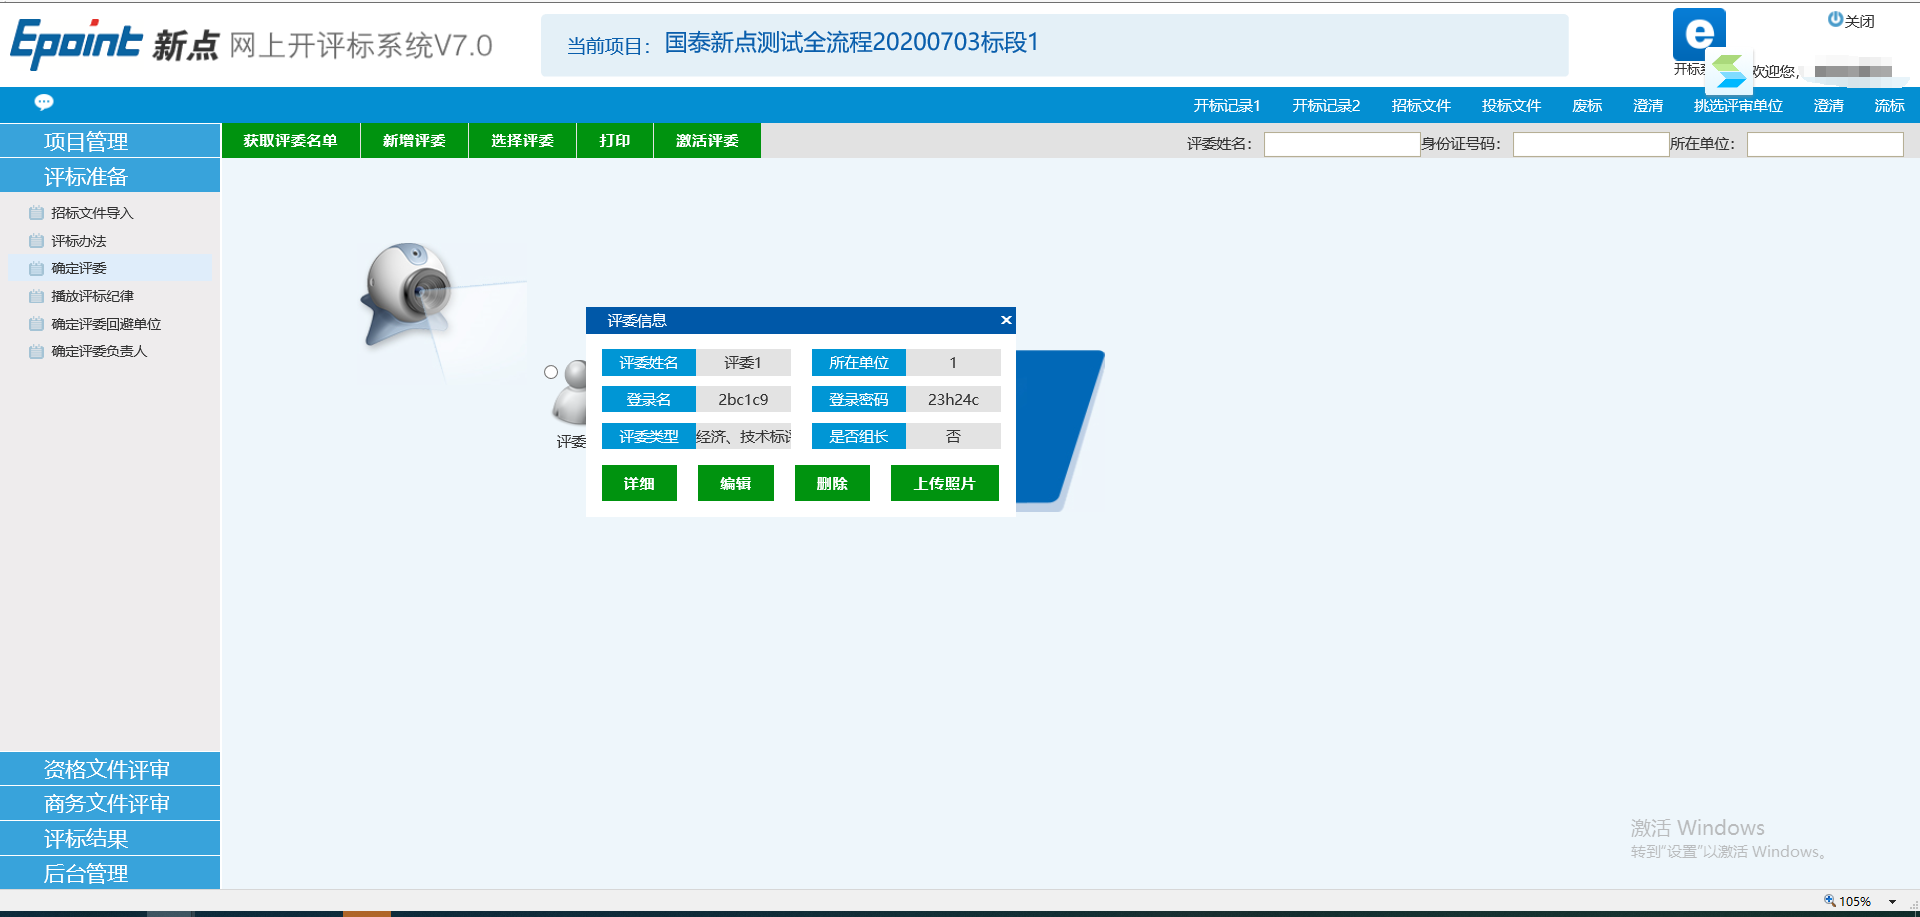 Epoint 新点 网上开评标系统V7.0
当前项目： 国泰新点测试全流程20200703标段1
关闭
欢迎您，
开标记录1 开标记录2 招标文件 投标文件 废标 澄清 挑选评审单位 澄清 流标
项目管理
获取评委名单 新增评委 选择评委 打印 激活评委
评委姓名： 身份证号码： 所在单位：
评标准备
招标文件导入
评标办法
确定评委
播放评标纪律
确定评委回避单位
确定评委负责人
评委信息 ×
评委姓名 评委1 所在单位 1
登录名 2bc1c9 登录密码 23h24c
评委类型 经济、技术标评 是否组长 否
评委
详细 编辑 删除 上传照片
资格文件评审
商务文件评审
评标结果
后台管理
激活 Windows
转到"设置"以激活 Windows。
105%